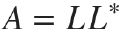 A = LL*